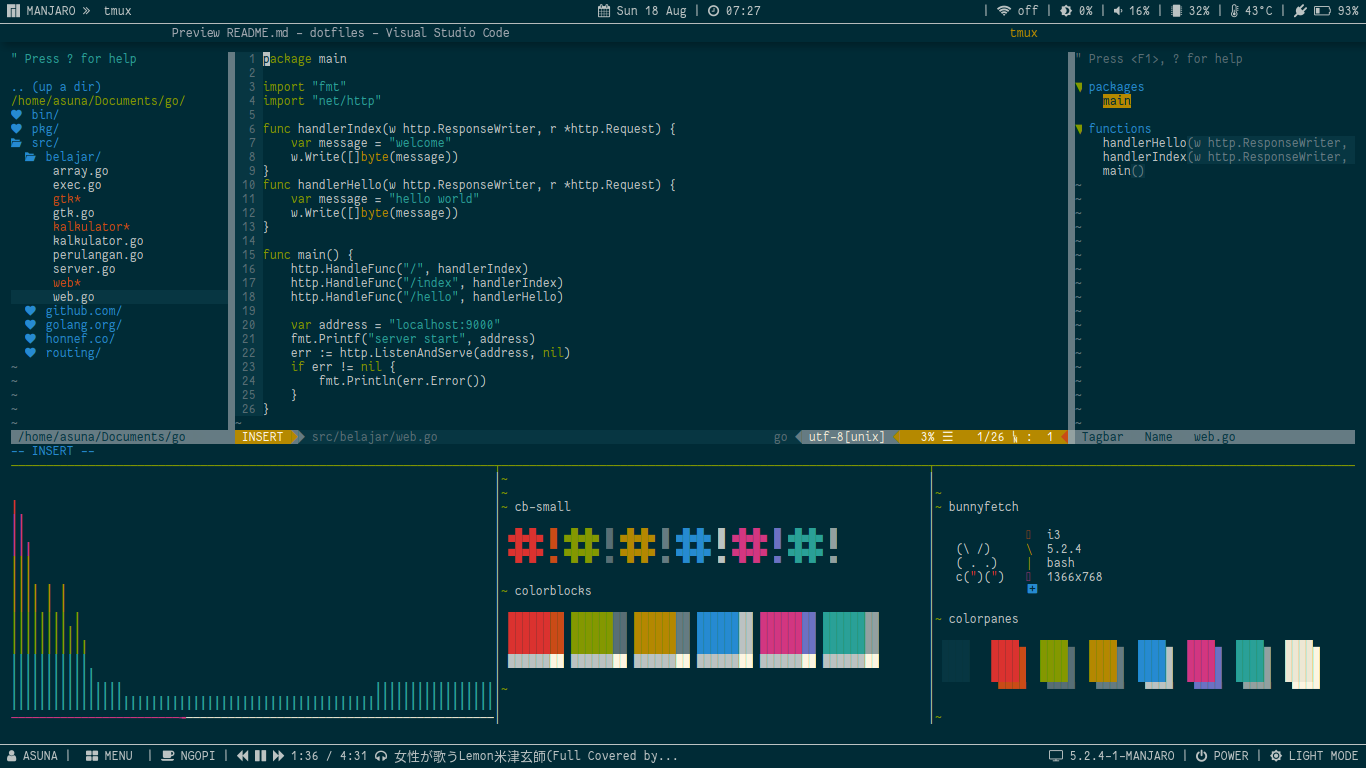 MANJARO » tmux
Sun 18 Aug | 07:27
| off | 0% | 16% | 32% | 43°C | 93%
Preview README.md - dotfiles - Visual Studio Code
tmux
" Press ? for help
.. (up a dir)
/home/asuna/Documents/go/
bin/
pkg/
src/
belajar/
array.go
exec.go
gtk*
gtk.go
kalkulator*
kalkulator.go
perulangan.go
server.go
web*
web.go
github.com/
golang.org/
honnef.co/
routing/
~
~
~
~
/home/asuna/Documents/go
1 package main
2
3 import "fmt"
4 import "net/http"
5
6 func handlerIndex(w http.ResponseWriter, r *http.Request) {
7 var message = "welcome"
8 w.Write([]byte(message))
9 }
10 func handlerHello(w http.ResponseWriter, r *http.Request) {
11 var message = "hello world"
12 w.Write([]byte(message))
13 }
14
15 func main() {
16 http.HandleFunc("/", handlerIndex)
17 http.HandleFunc("/index", handlerIndex)
18 http.HandleFunc("/hello", handlerHello)
19
20 var address = "localhost:9000"
21 fmt.Printf("server start", address)
22 err := http.ListenAndServe(address, nil)
23 if err != nil {
24 fmt.Println(err.Error())
25 }
26 }
~
INSERT src/belajar/web.go go utf-8[unix] 3% ☰ 1/26 : 1
" Press <F1>, ? for help
packages
main
functions
handlerHello(w http.ResponseWriter,
handlerIndex(w http.ResponseWriter,
main()
Tagbar Name web.go
-- INSERT --
~
~
~ cb-small
#!#!#!#!#!#!
~ colorblocks
~
~
~ bunnyfetch
i3
(\ /) \ 5.2.4
( . .) | bash
c(")(") 1366x768
~ colorpanes
~
ASUNA | MENU | NGOPI | 1:36 / 4:31 女性が歌うLemon米津玄師(Full Covered by...
5.2.4-1-MANJARO | POWER | LIGHT MODE